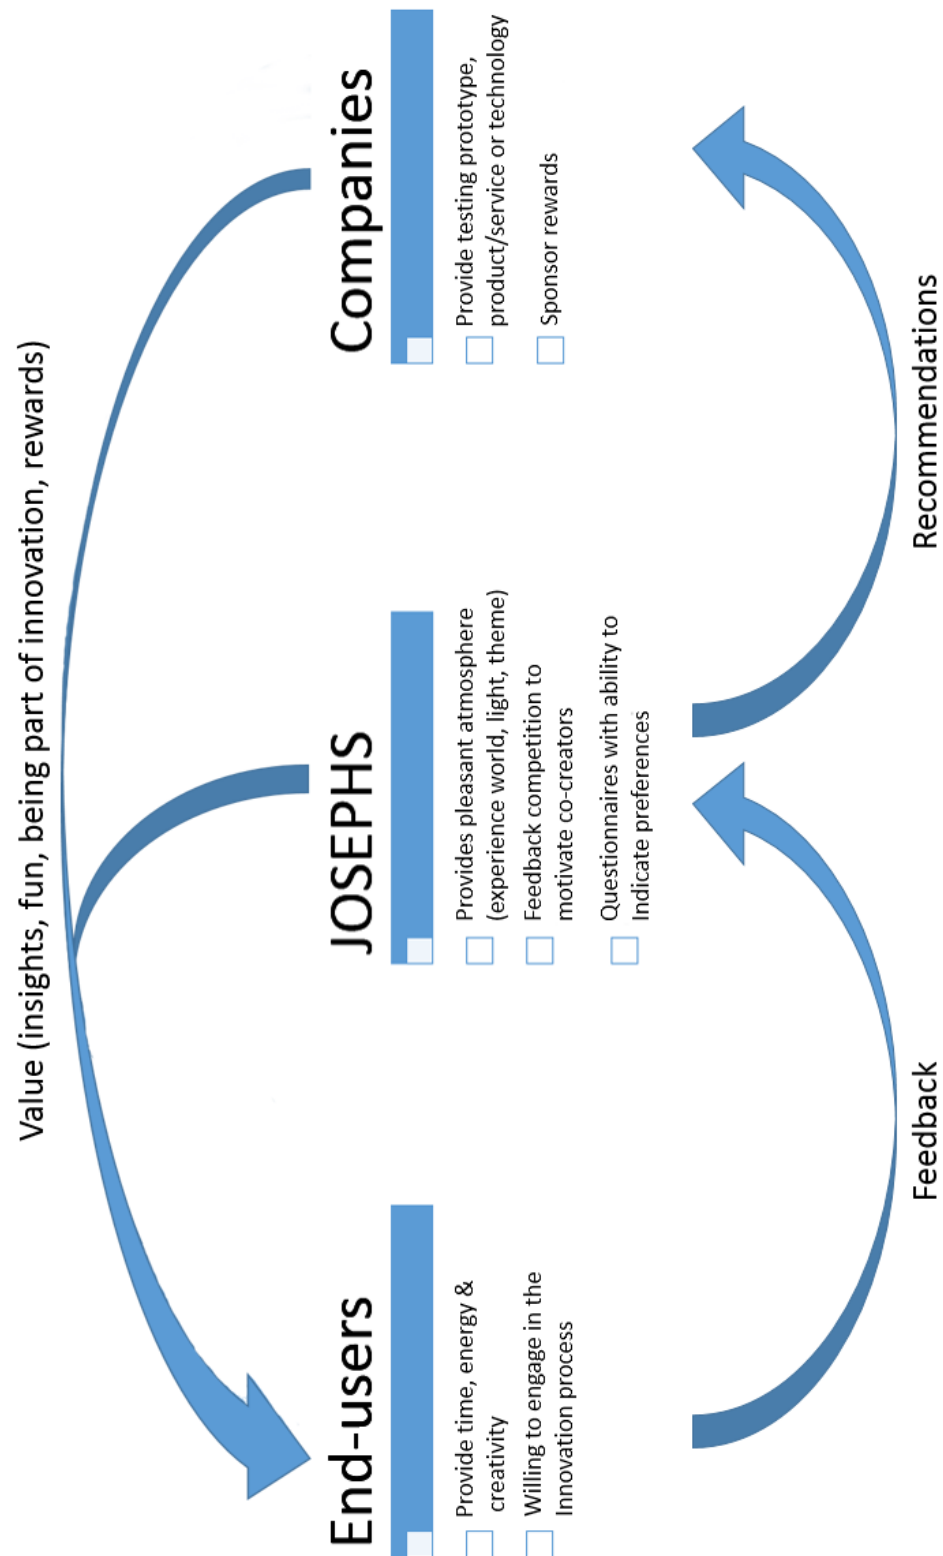 Value (insights, fun, being part of innovation, rewards)
End-users
Provide time, energy &
creativity
Willing to engage in the
Innovation process
JOSEPHS
Provides pleasant atmosphere
(experience world, light, theme)
Feedback competition to
motivate co-creators
Questionnaires with ability to
Indicate preferences
Companies
Provide testing prototype,
product/service or technology
Sponsor rewards
Feedback
Recommendations